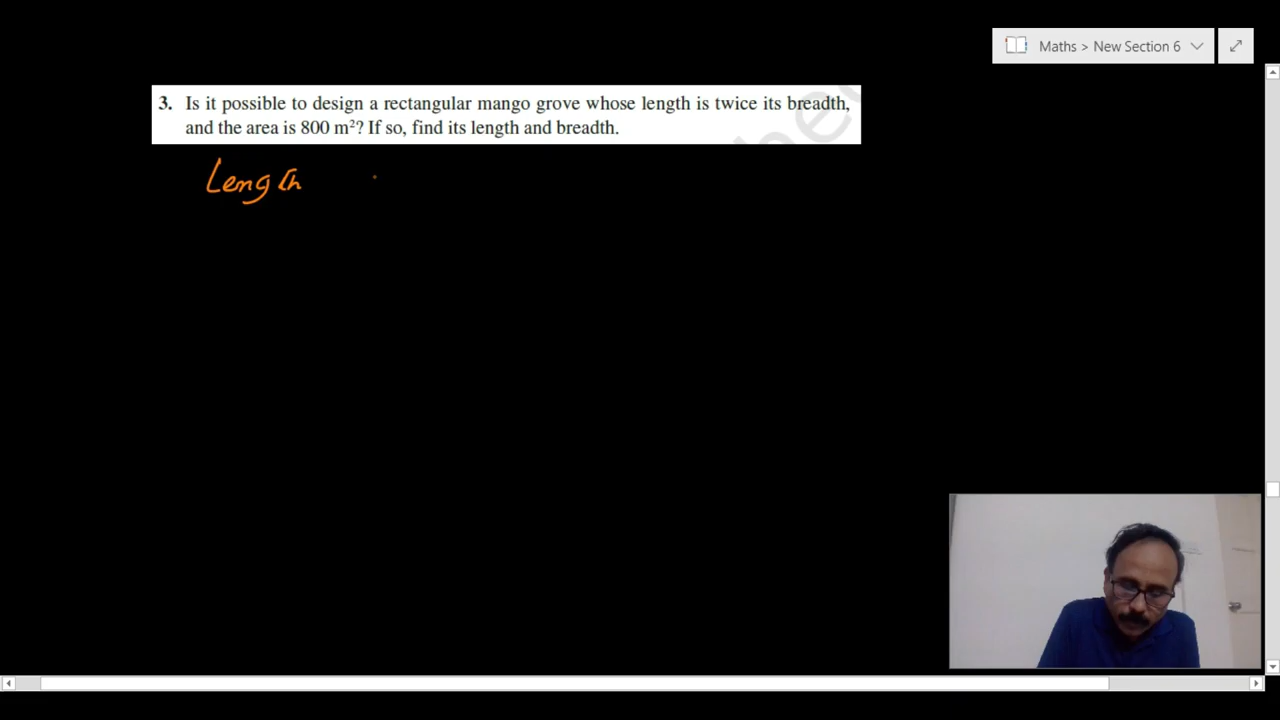 Maths > New Section 6
3. Is it possible to design a rectangular mango grove whose length is twice its breadth,
and the area is 800 m²? If so, find its length and breadth.
Length